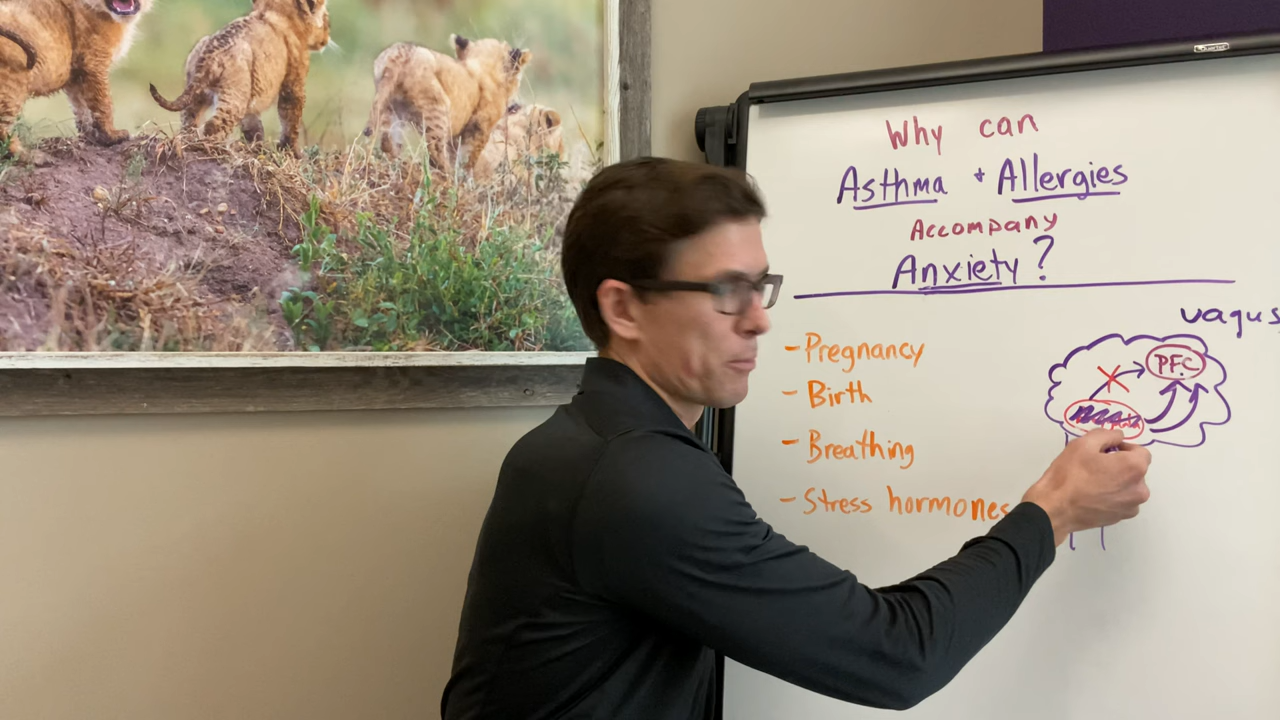 Why can
Asthma + Allergies
Accompany
Anxiety?
- Pregnancy
- Birth
- Breathing
- Stress hormones
vagus
PFC